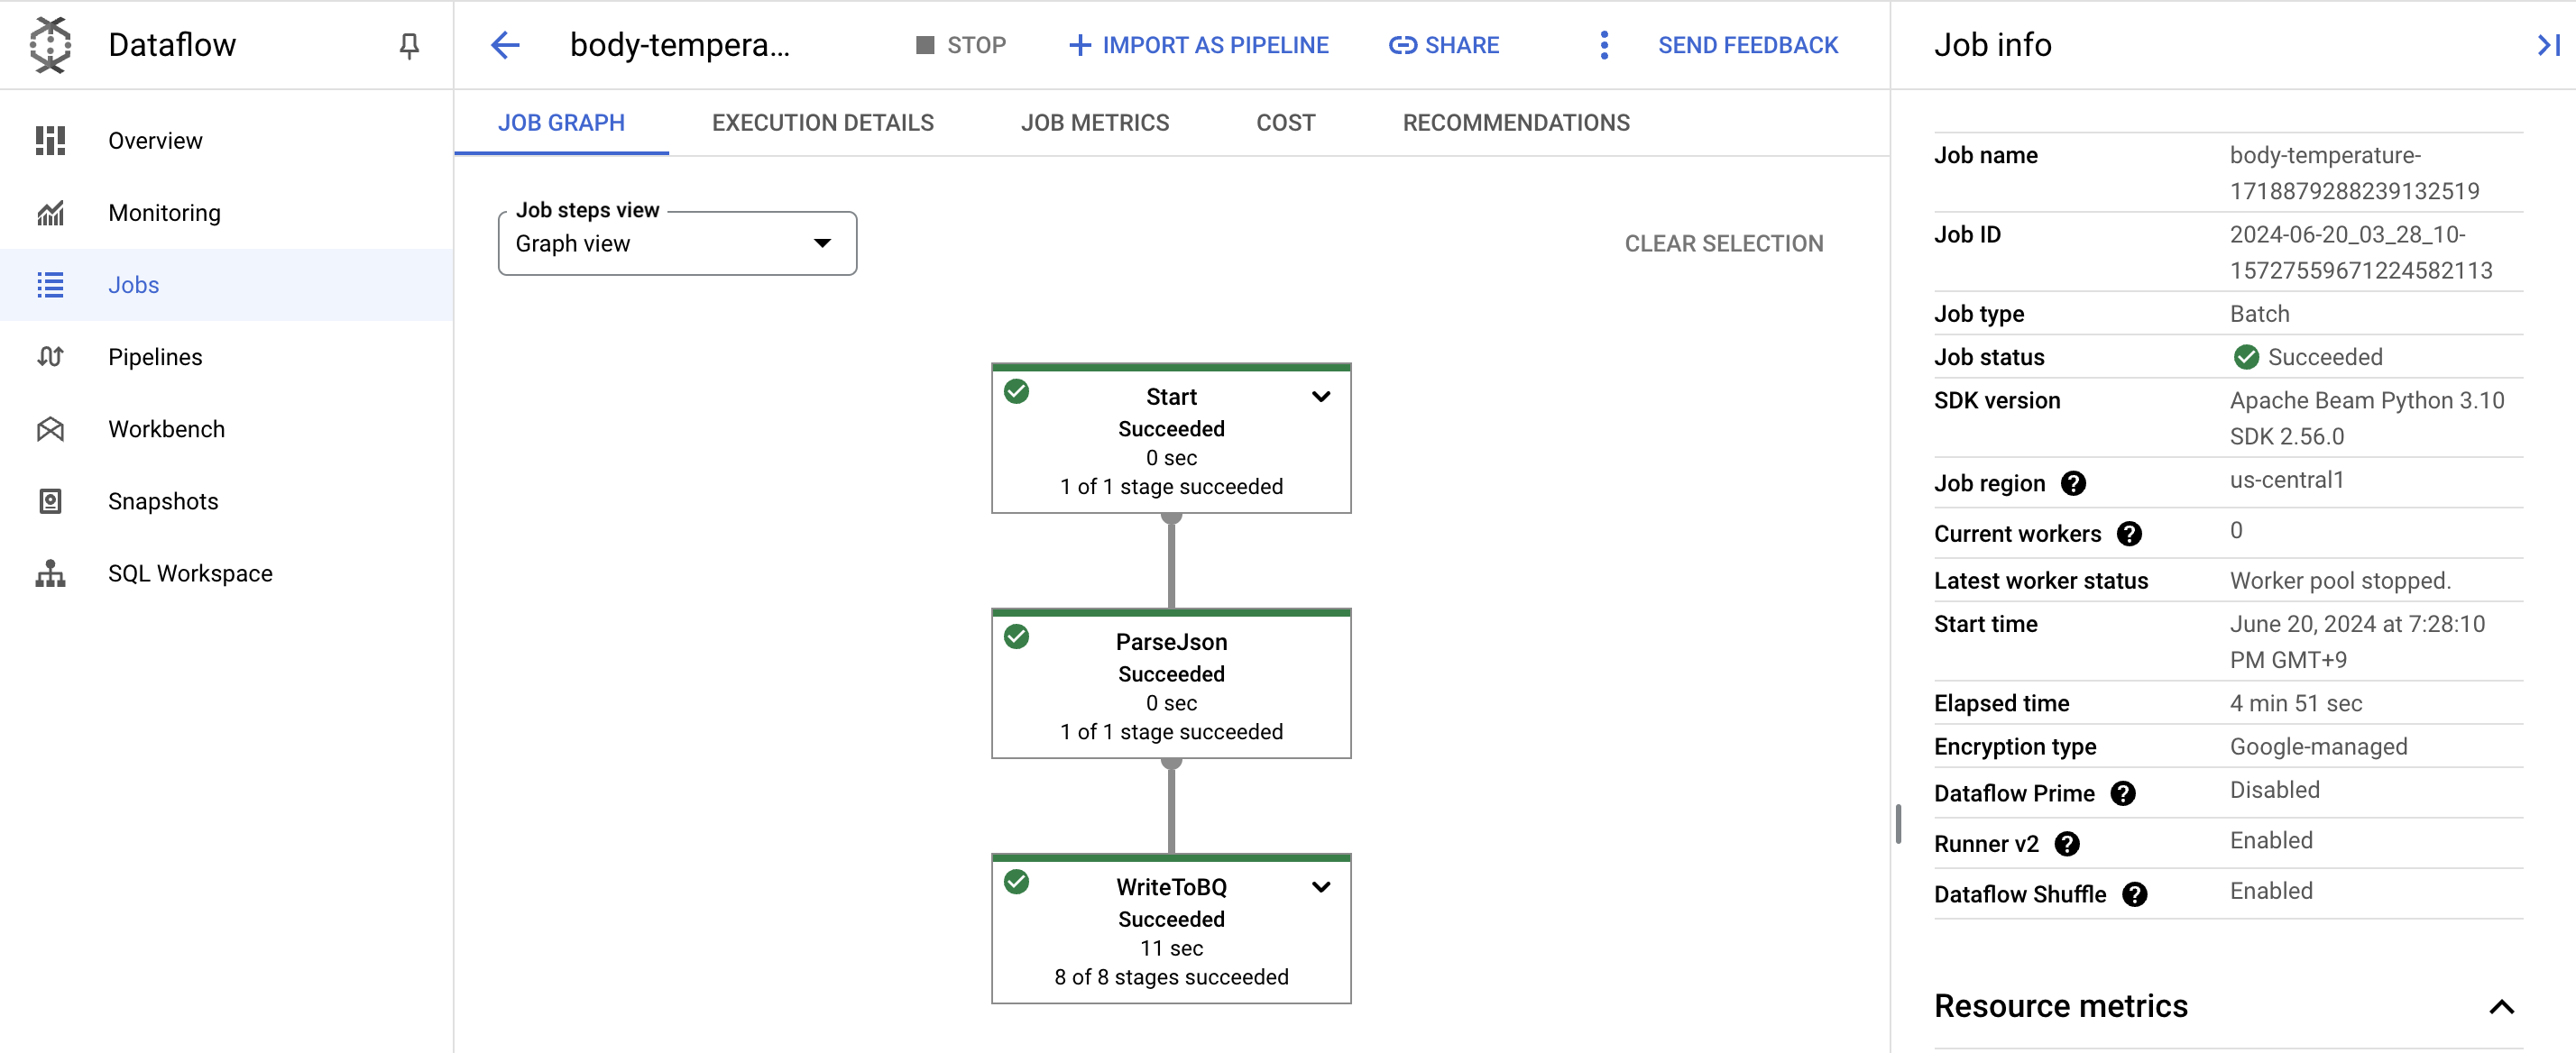 Dataflow
body-tempera...
STOP
IMPORT AS PIPELINE
SHARE
SEND FEEDBACK
Job info
Overview
Monitoring
Jobs
Pipelines
Workbench
Snapshots
SQL Workspace
JOB GRAPH
EXECUTION DETAILS
JOB METRICS
COST
RECOMMENDATIONS
Job steps view
Graph view
CLEAR SELECTION
Start
Succeeded
0 sec
1 of 1 stage succeeded
ParseJson
Succeeded
0 sec
1 of 1 stage succeeded
WriteToBQ
Succeeded
11 sec
8 of 8 stages succeeded
Job name
body-temperature-
1718879288239132519
Job ID
2024-06-20_03_28_10-
15727559671224582113
Job type
Batch
Job status
Succeeded
SDK version
Apache Beam Python 3.10
SDK 2.56.0
Job region
us-central1
Current workers
0
Latest worker status
Worker pool stopped.
Start time
June 20, 2024 at 7:28:10
PM GMT+9
Elapsed time
4 min 51 sec
Encryption type
Google-managed
Dataflow Prime
Disabled
Runner v2
Enabled
Dataflow Shuffle
Enabled
Resource metrics